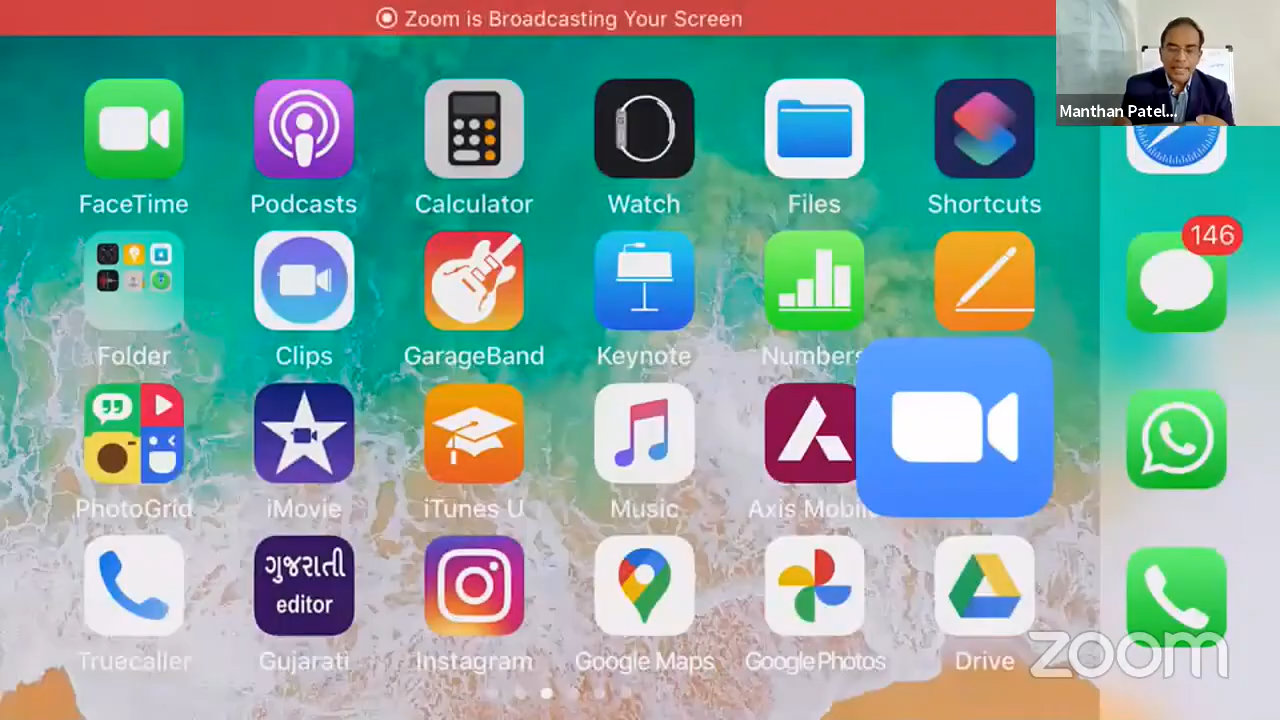 Zoom is Broadcasting Your Screen
Manthan Patel...
FaceTime
Podcasts
Calculator
Watch
Files
Shortcuts
146
Folder
Clips
GarageBand
Keynote
Numbers
PhotoGrid
iMovie
iTunes U
Music
Axis Mobile
ગુજરાતી
editor
Truecaller
Gujarati
Instagram
Google Maps
Google Photos
Drive
zoom